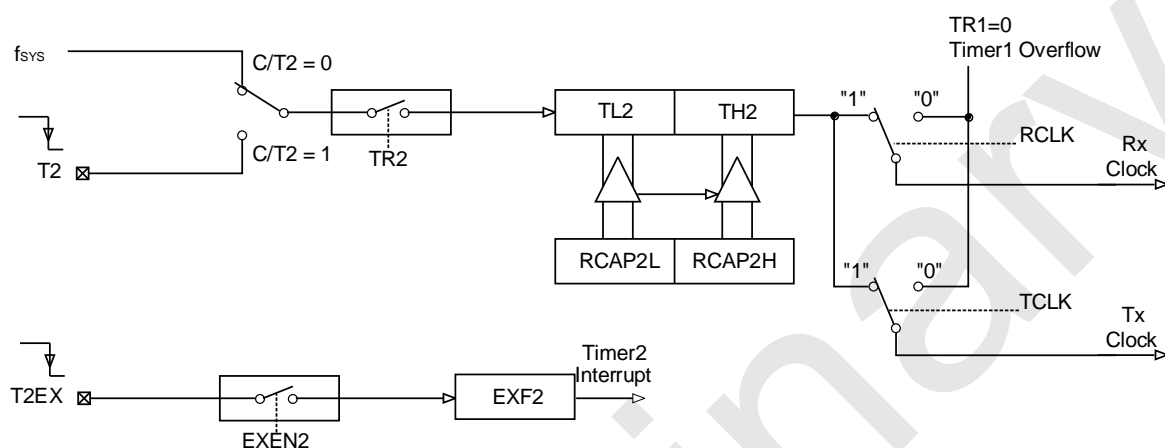 TR1=0
Timer1 Overflow
fSYS
C/T2 = 0
TL2
TH2
"1"
"0"
RCLK
Rx
Clock
T2
C/T2 = 1
TR2
RCAP2L
RCAP2H
"1"
"0"
TCLK
Tx
Clock
Timer2
Interrupt
T2EX
EXF2
EXEN2